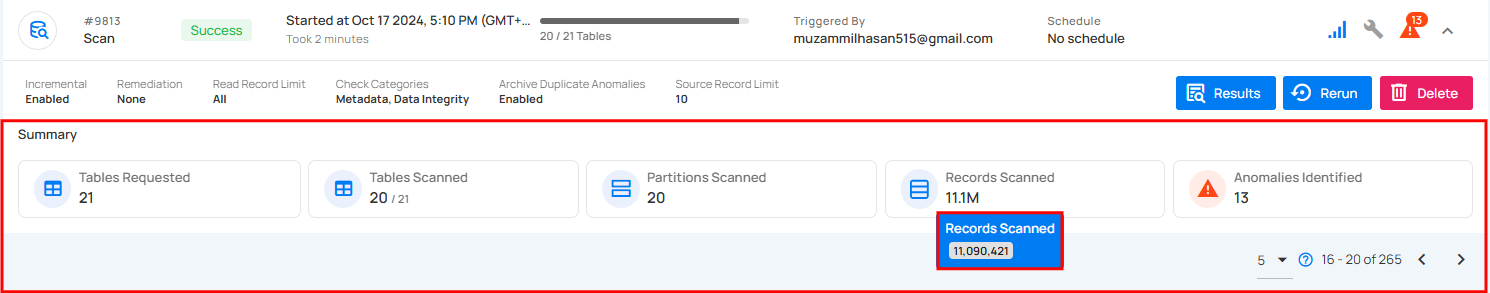 #9813
Scan
Success
Started at Oct 17 2024, 5:10 PM (GMT+...
Took 2 minutes
20 / 21 Tables
Triggered By
muzammilhasan515@gmail.com
Schedule
No schedule
13
Incremental
Enabled
Remediation
None
Read Record Limit
All
Check Categories
Metadata, Data Integrity
Archive Duplicate Anomalies
Enabled
Source Record Limit
10
Results
Rerun
Delete
Summary
Tables Requested
21
Tables Scanned
20 / 21
Partitions Scanned
20
Records Scanned
11.1M
Anomalies Identified
13
Records Scanned
11,090,421
5
16 - 20 of 265